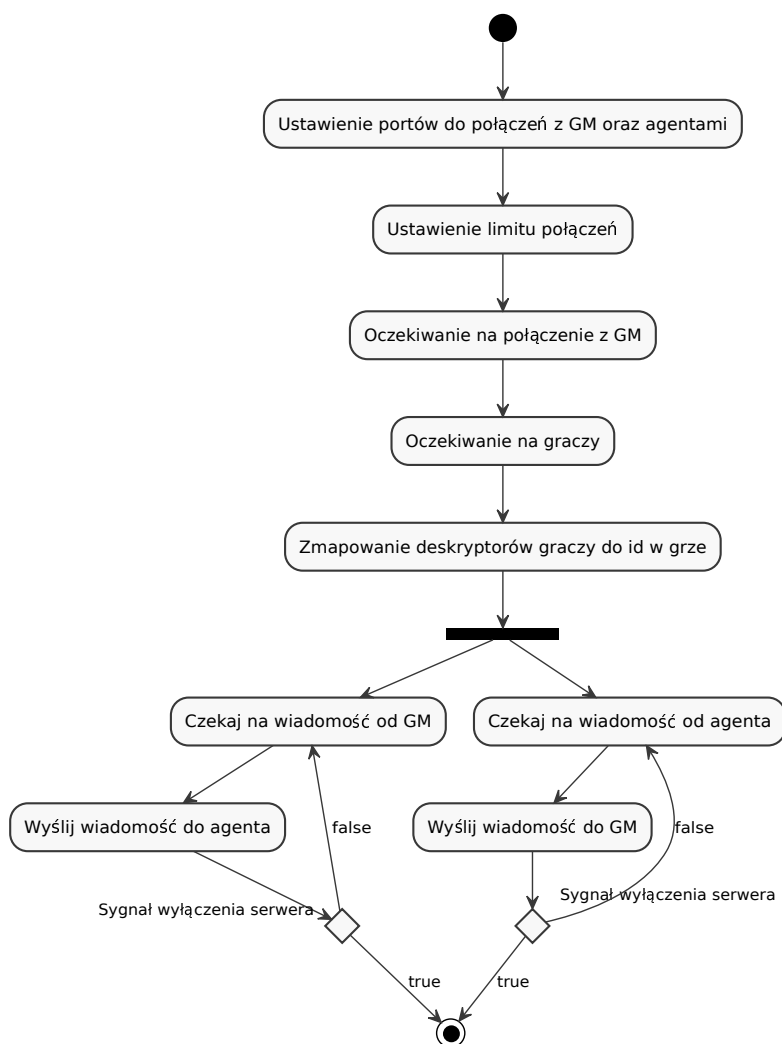 Ustawienie portów do połączeń z GM oraz agentami
Ustawienie limitu połączeń
Oczekiwanie na połączenie z GM
Oczekiwanie na graczy
Zmapowanie deskryptorów graczy do id w grze
Czekaj na wiadomość od GM
Czekaj na wiadomość od agenta
Wyślij wiadomość do agenta
false
Wyślij wiadomość do GM
false
Sygnał wyłączenia serwera
Sygnał wyłączenia serwera
true
true